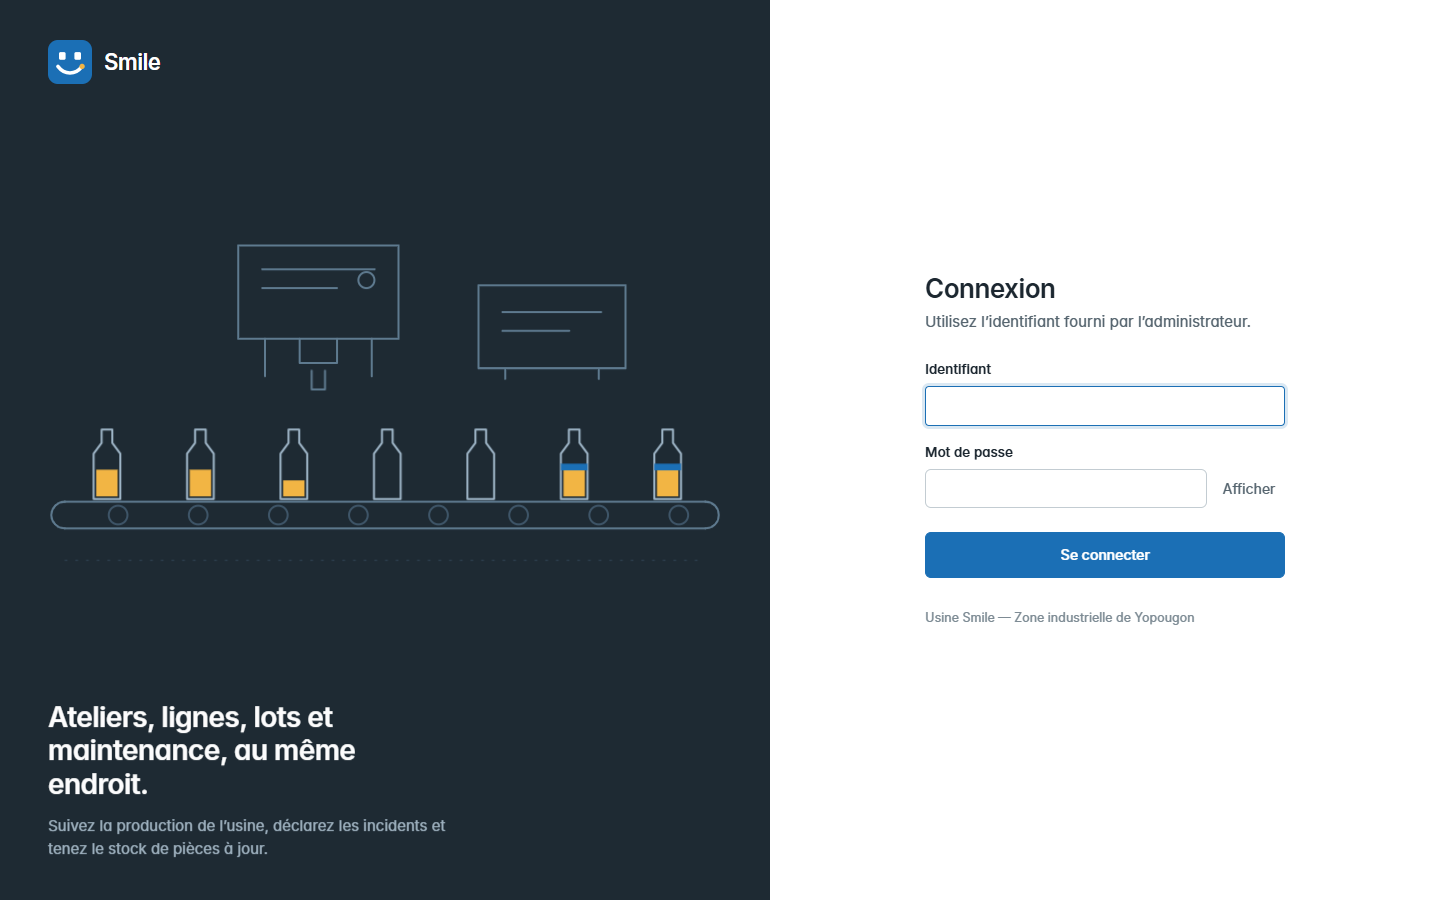 Smile
Ateliers, lignes, lots et
maintenance, au même
endroit.
Suivez la production de l'usine, déclarez les incidents et
tenez le stock de pièces à jour.
Connexion
Utilisez l'identifiant fourni par l'administrateur.
Identifiant
Mot de passe
Afficher
Se connecter
Usine Smile — Zone industrielle de Yopougon